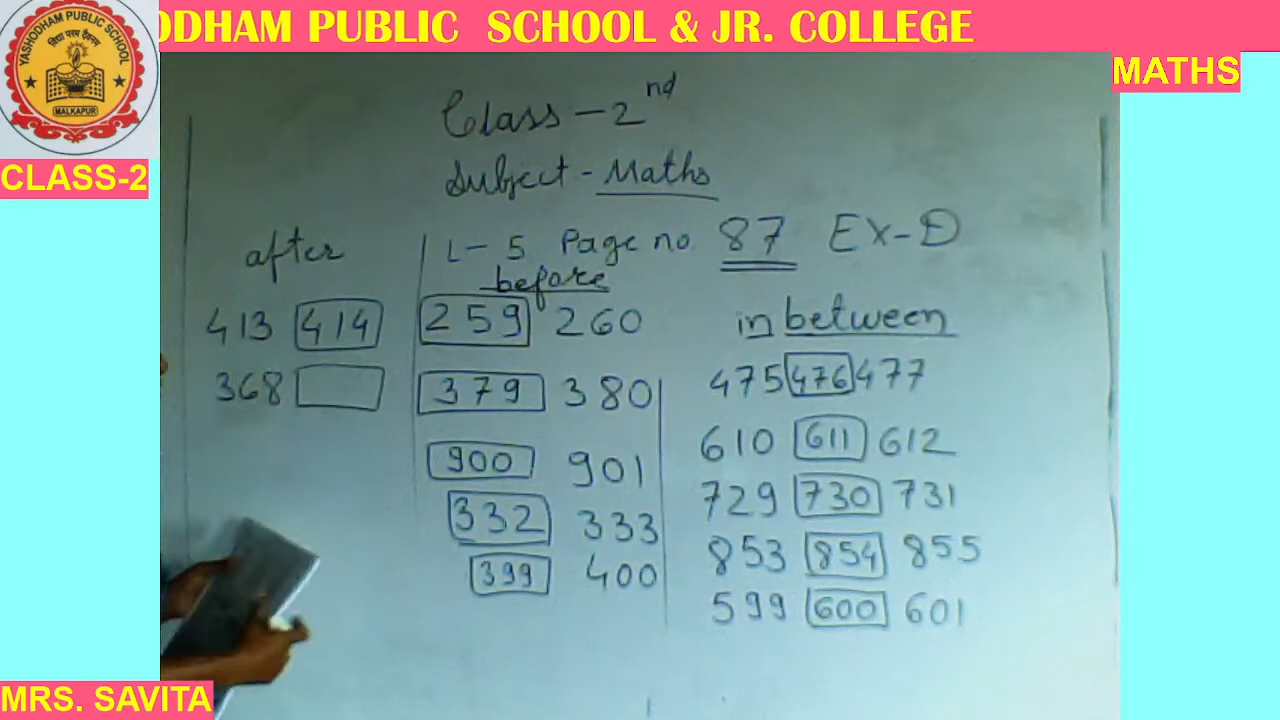 ODHAM PUBLIC SCHOOL & JR. COLLEGE
YASHODHAM PUBLIC SCHOOL
विद्या परम दैवतम्
MALKAPUR
MATHS
CLASS-2
Class - 2nd
Subject - Maths
L- 5 Page no. 87 EX-D
after
413 414
368
before
259 260
379 380
900 901
332 333
399 400
in between
475 476 477
610 611 612
729 730 731
853 854 855
599 600 601
MRS. SAVITA